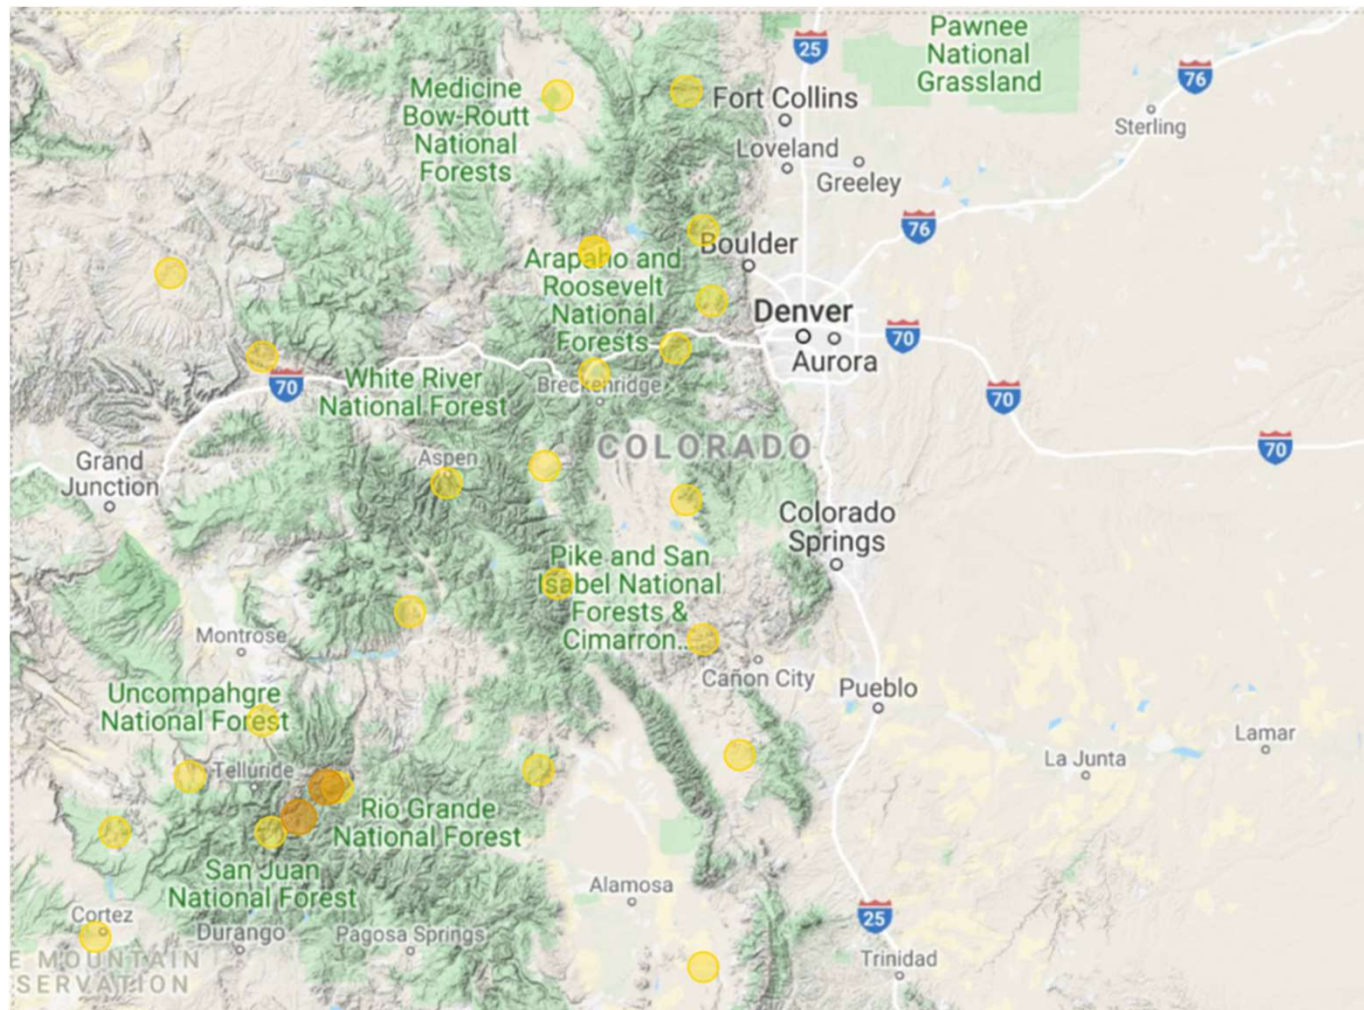 Pawnee
National
Grassland
25
76
Medicine
Bow-Routt
National
Forests
Fort Collins
Sterling
Loveland
Greeley
76
Boulder
Arapaho and
Roosevelt
National
Forests
Denver
70
Aurora
70
White River
National Forest
Breckenridge
70
COLORADO
70
Aspen
Grand
Junction
Colorado
Springs
Pike and San
Isabel National
Forests &
Cimarron...
Montrose
Cañon City
Pueblo
Uncompahgre
National Forest
Lamar
La Junta
Telluride
Rio Grande
National Forest
San Juan
National Forest
Alamosa
Cortez
25
Durango
Pagosa Springs
E MOUNTAIN
SERVATION
Trinidad